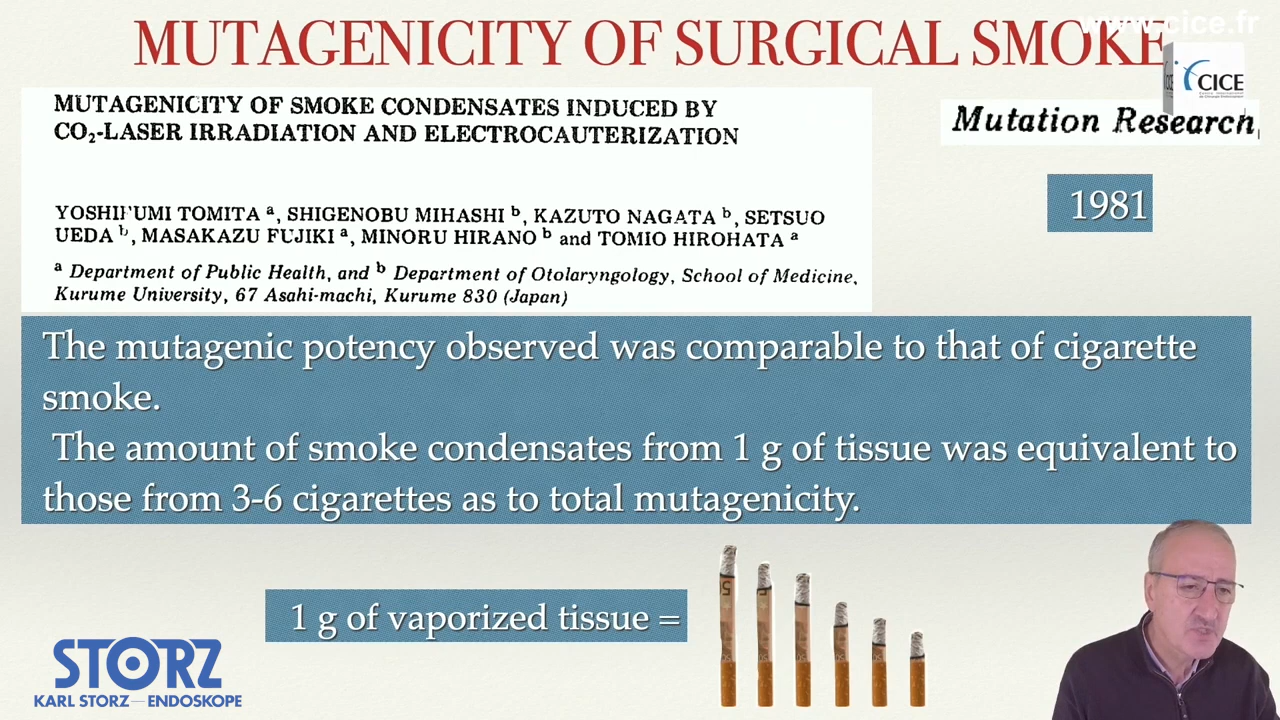 www.cice.fr
MUTAGENICITY OF SURGICAL SMOKE
CICE
MUTAGENICITY OF SMOKE CONDENSATES INDUCED BY
CO₂-LASER IRRADIATION AND ELECTROCAUTERIZATION
Mutation Research,
1981
YOSHIFUMI TOMITA ᵃ, SHIGENOBU MIHASHI ᵇ, KAZUTO NAGATA ᵇ, SETSUO
UEDA ᵇ, MASAKAZU FUJIKI ᵃ, MINORU HIRANO ᵇ and TOMIO HIROHATA ᵃ
ᵃ Department of Public Health, and ᵇ Department of Otolaryngology, School of Medicine,
Kurume University, 67 Asahi-machi, Kurume 830 (Japan)
The mutagenic potency observed was comparable to that of cigarette
smoke.
The amount of smoke condensates from 1 g of tissue was equivalent to
those from 3-6 cigarettes as to total mutagenicity.
1 g of vaporized tissue =
STORZ
KARL STORZ—ENDOSKOPE